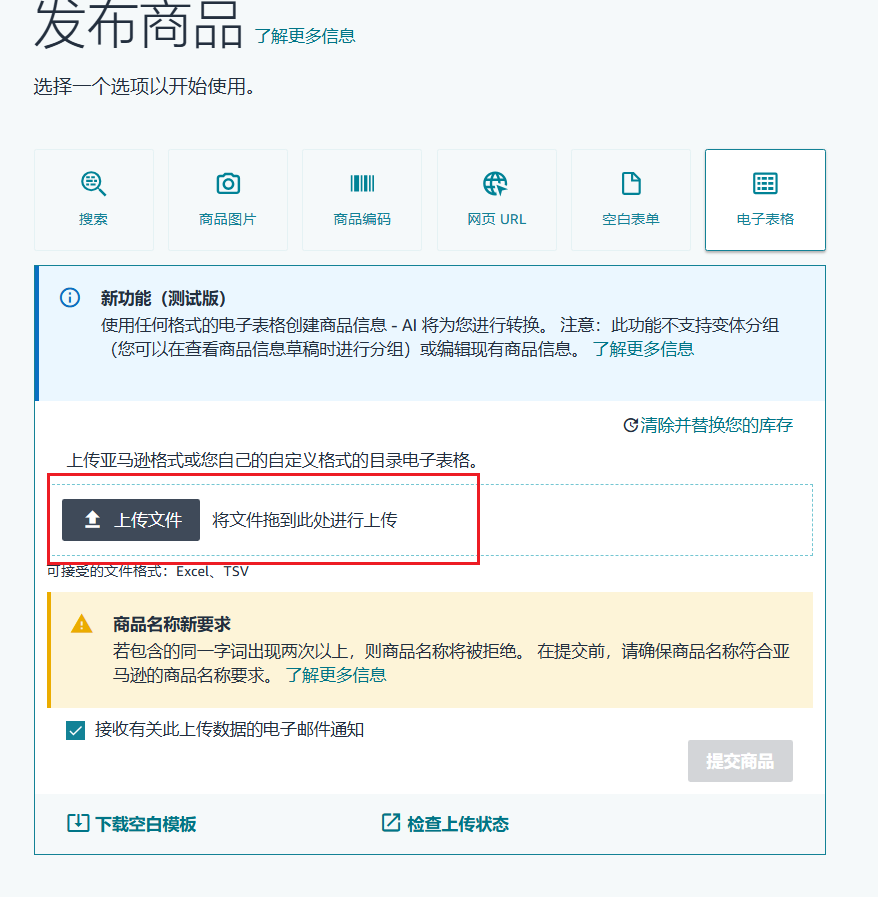 发布商品 了解更多信息
选择一个选项以开始使用。
搜索
商品图片
商品编码
网页 URL
空白表单
电子表格
新功能（测试版）
使用任何格式的电子表格创建商品信息 - AI 将为您进行转换。 注意：此功能不支持变体分组
（您可以在查看商品信息草稿时进行分组）或编辑现有商品信息。 了解更多信息
清除并替换您的库存
上传亚马逊格式或您自己的自定义格式的目录电子表格。
上传文件 将文件拖到此处进行上传
可接受的文件格式：Excel、TSV
商品名称新要求
若包含的同一字词出现两次以上，则商品名称将被拒绝。 在提交前，请确保商品名称符合亚
马逊的商品名称要求。 了解更多信息
接收有关此上传数据的电子邮件通知
提交商品
下载空白模板
检查上传状态